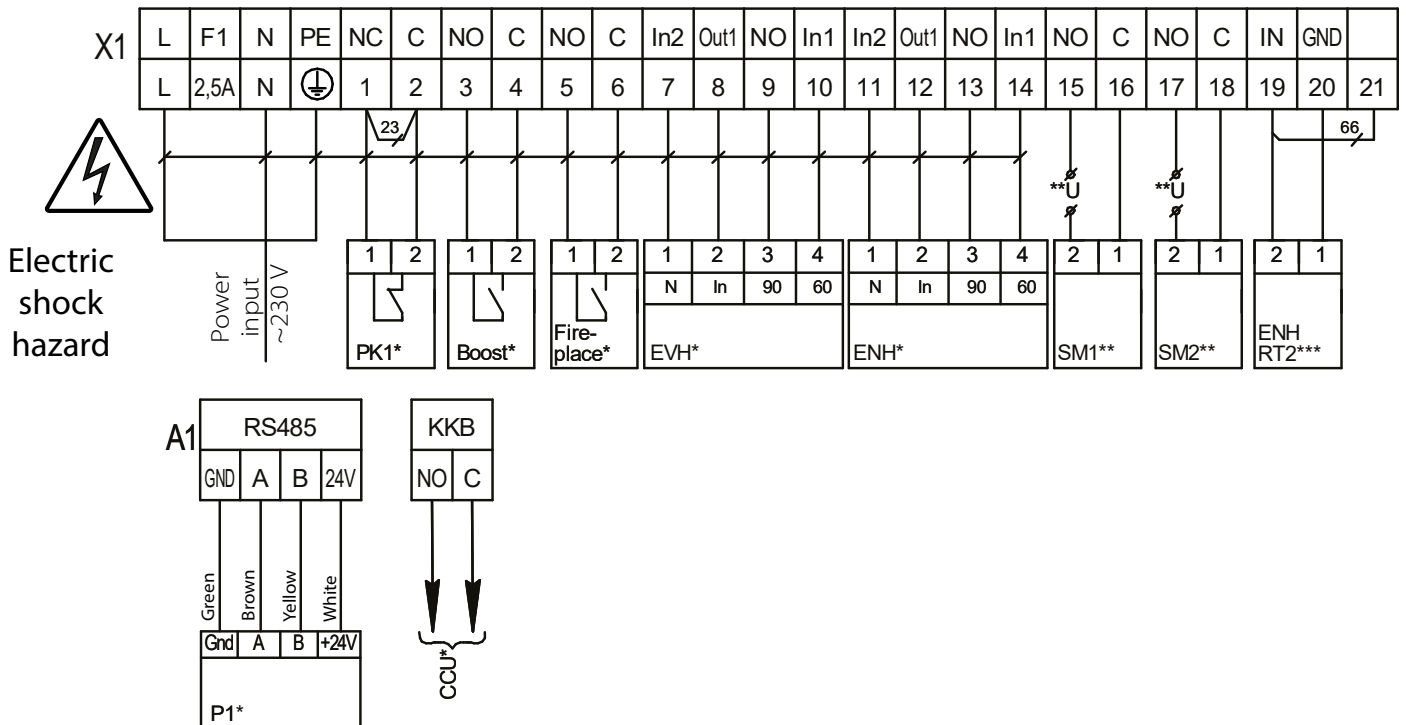 X1 L F1 N PE NC C NO C NO C In2 Out1 NO In1 In2 Out1 NO In1 NO C NO C IN GND
L 2,5A N 1 2 3 4 5 6 7 8 9 10 11 12 13 14 15 16 17 18 19 20 21
23 66
**U **U
Electric
shock
hazard
Power
input
~230 V
1 2 1 2 1 2 1 2 3 4 1 2 3 4 2 1 2 1 2 1
N In 90 60 N In 90 60
PK1*
Boost*
Fire-
place*
EVH*
ENH*
SM1**
SM2**
ENH
RT2***
A1 RS485 KKB
GND A B 24V NO C
Green
Brown
Yellow
White
Gnd A B +24V
P1*
CCU*